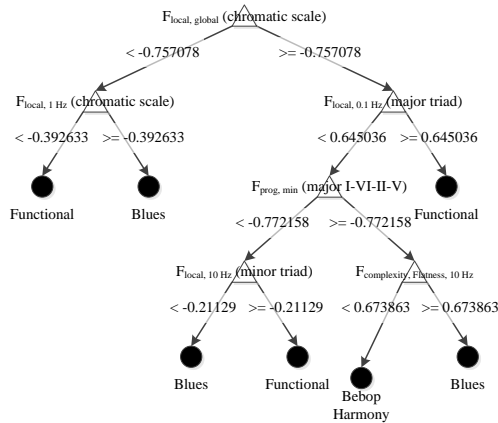 F_local, global (chromatic scale)
< -0.757078 >= -0.757078
F_local, 1 Hz (chromatic scale) F_local, 0.1 Hz (major triad)
< -0.392633 >= -0.392633 < 0.645036 >= 0.645036
Functional Blues F_prog, min (major I-VI-II-V) Functional
< -0.772158 >= -0.772158
F_local, 10 Hz (minor triad) F_complexity, Flatness, 10 Hz
< -0.21129 >= -0.21129 < 0.673863 >= 0.673863
Blues Functional Bebop Blues
Harmony